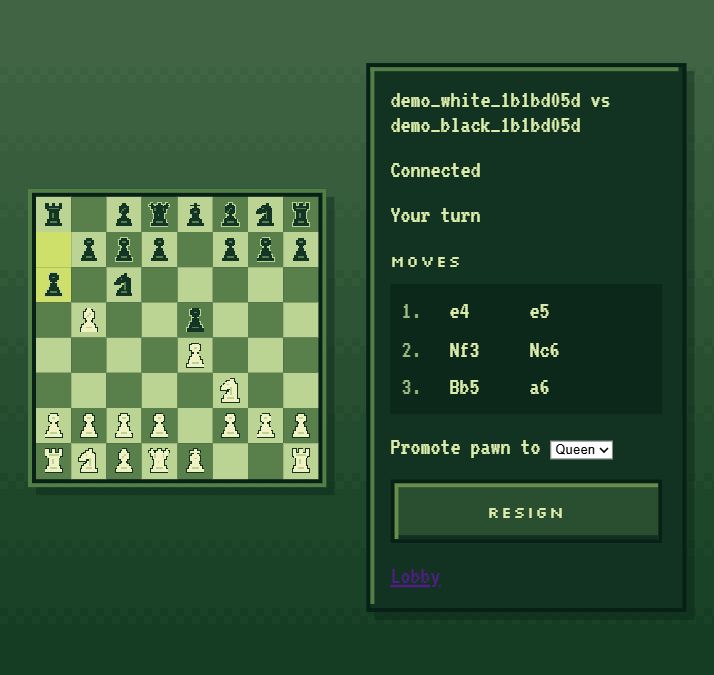 demo_white_1b1bd05d vs
demo_black_1b1bd05d
Connected
Your turn
MOVES
1. e4 e5
2. Nf3 Nc6
3. Bb5 a6
Promote pawn to Queen
RESIGN
Lobby